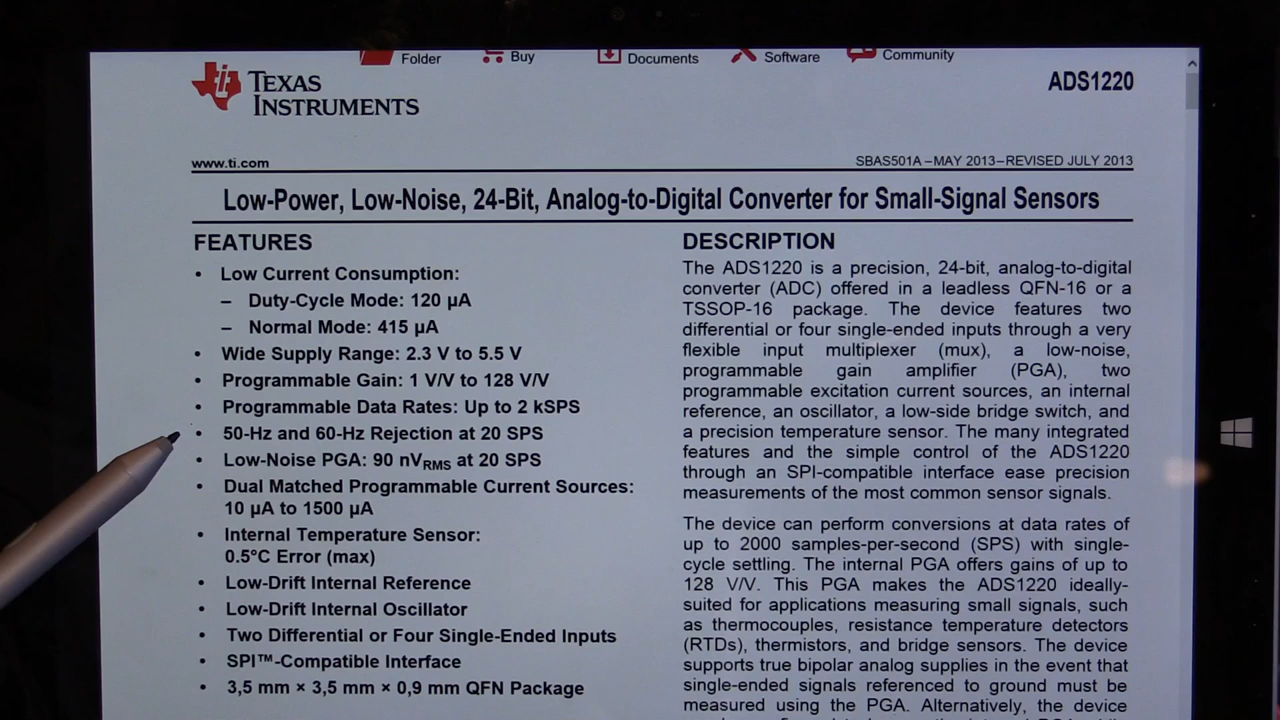 Folder Buy Documents Software Community
TEXAS
INSTRUMENTS
ADS1220
www.ti.com
SBAS501A –MAY 2013–REVISED JULY 2013
Low-Power, Low-Noise, 24-Bit, Analog-to-Digital Converter for Small-Signal Sensors
FEATURES
• Low Current Consumption:
– Duty-Cycle Mode: 120 µA
– Normal Mode: 415 µA
• Wide Supply Range: 2.3 V to 5.5 V
• Programmable Gain: 1 V/V to 128 V/V
• Programmable Data Rates: Up to 2 kSPS
• 50-Hz and 60-Hz Rejection at 20 SPS
• Low-Noise PGA: 90 nVRMS at 20 SPS
• Dual Matched Programmable Current Sources:
10 µA to 1500 µA
• Internal Temperature Sensor:
0.5°C Error (max)
• Low-Drift Internal Reference
• Low-Drift Internal Oscillator
• Two Differential or Four Single-Ended Inputs
• SPI™-Compatible Interface
• 3,5 mm × 3,5 mm × 0,9 mm QFN Package
DESCRIPTION
The ADS1220 is a precision, 24-bit, analog-to-digital
converter (ADC) offered in a leadless QFN-16 or a
TSSOP-16 package. The device features two
differential or four single-ended inputs through a very
flexible input multiplexer (mux), a low-noise,
programmable gain amplifier (PGA), two
programmable excitation current sources, an internal
reference, an oscillator, a low-side bridge switch, and
a precision temperature sensor. The many integrated
features and the simple control of the ADS1220
through an SPI-compatible interface ease precision
measurements of the most common sensor signals.
The device can perform conversions at data rates of
up to 2000 samples-per-second (SPS) with single-
cycle settling. The internal PGA offers gains of up to
128 V/V. This PGA makes the ADS1220 ideally-
suited for applications measuring small signals, such
as thermocouples, resistance temperature detectors
(RTDs), thermistors, and bridge sensors. The device
supports true bipolar analog supplies in the event that
single-ended signals referenced to ground must be
measured using the PGA. Alternatively, the device